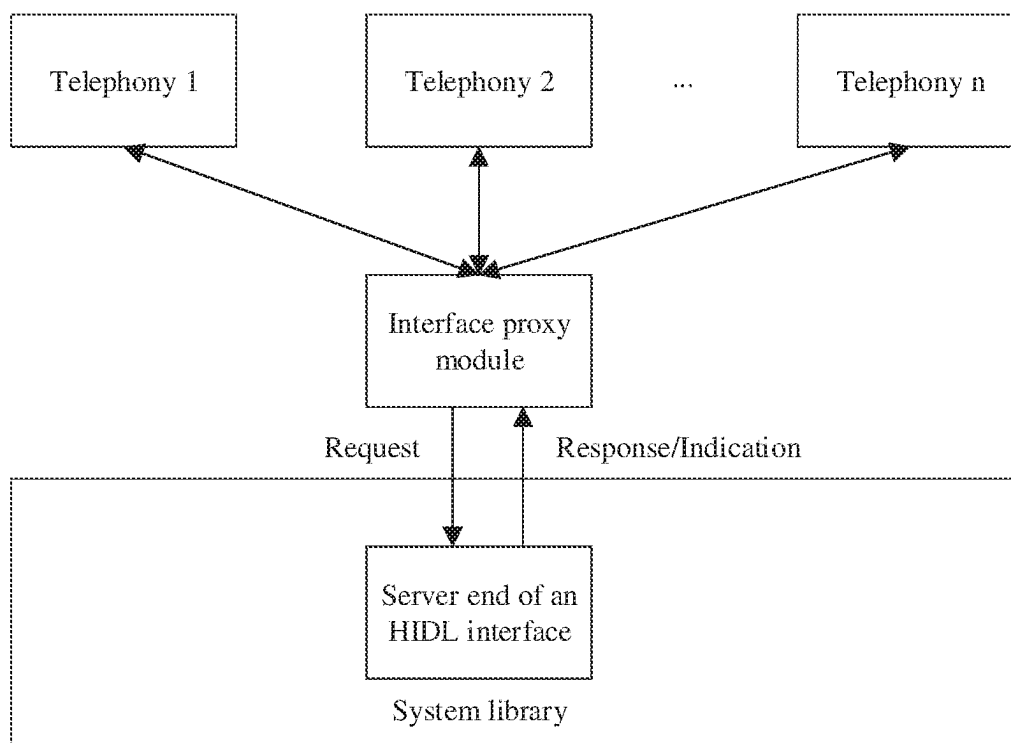 Telephony 1
Telephony 2
...
Telephony n
Interface proxy
module
Request
Response/Indication
Server end of an
HIDL interface
System library